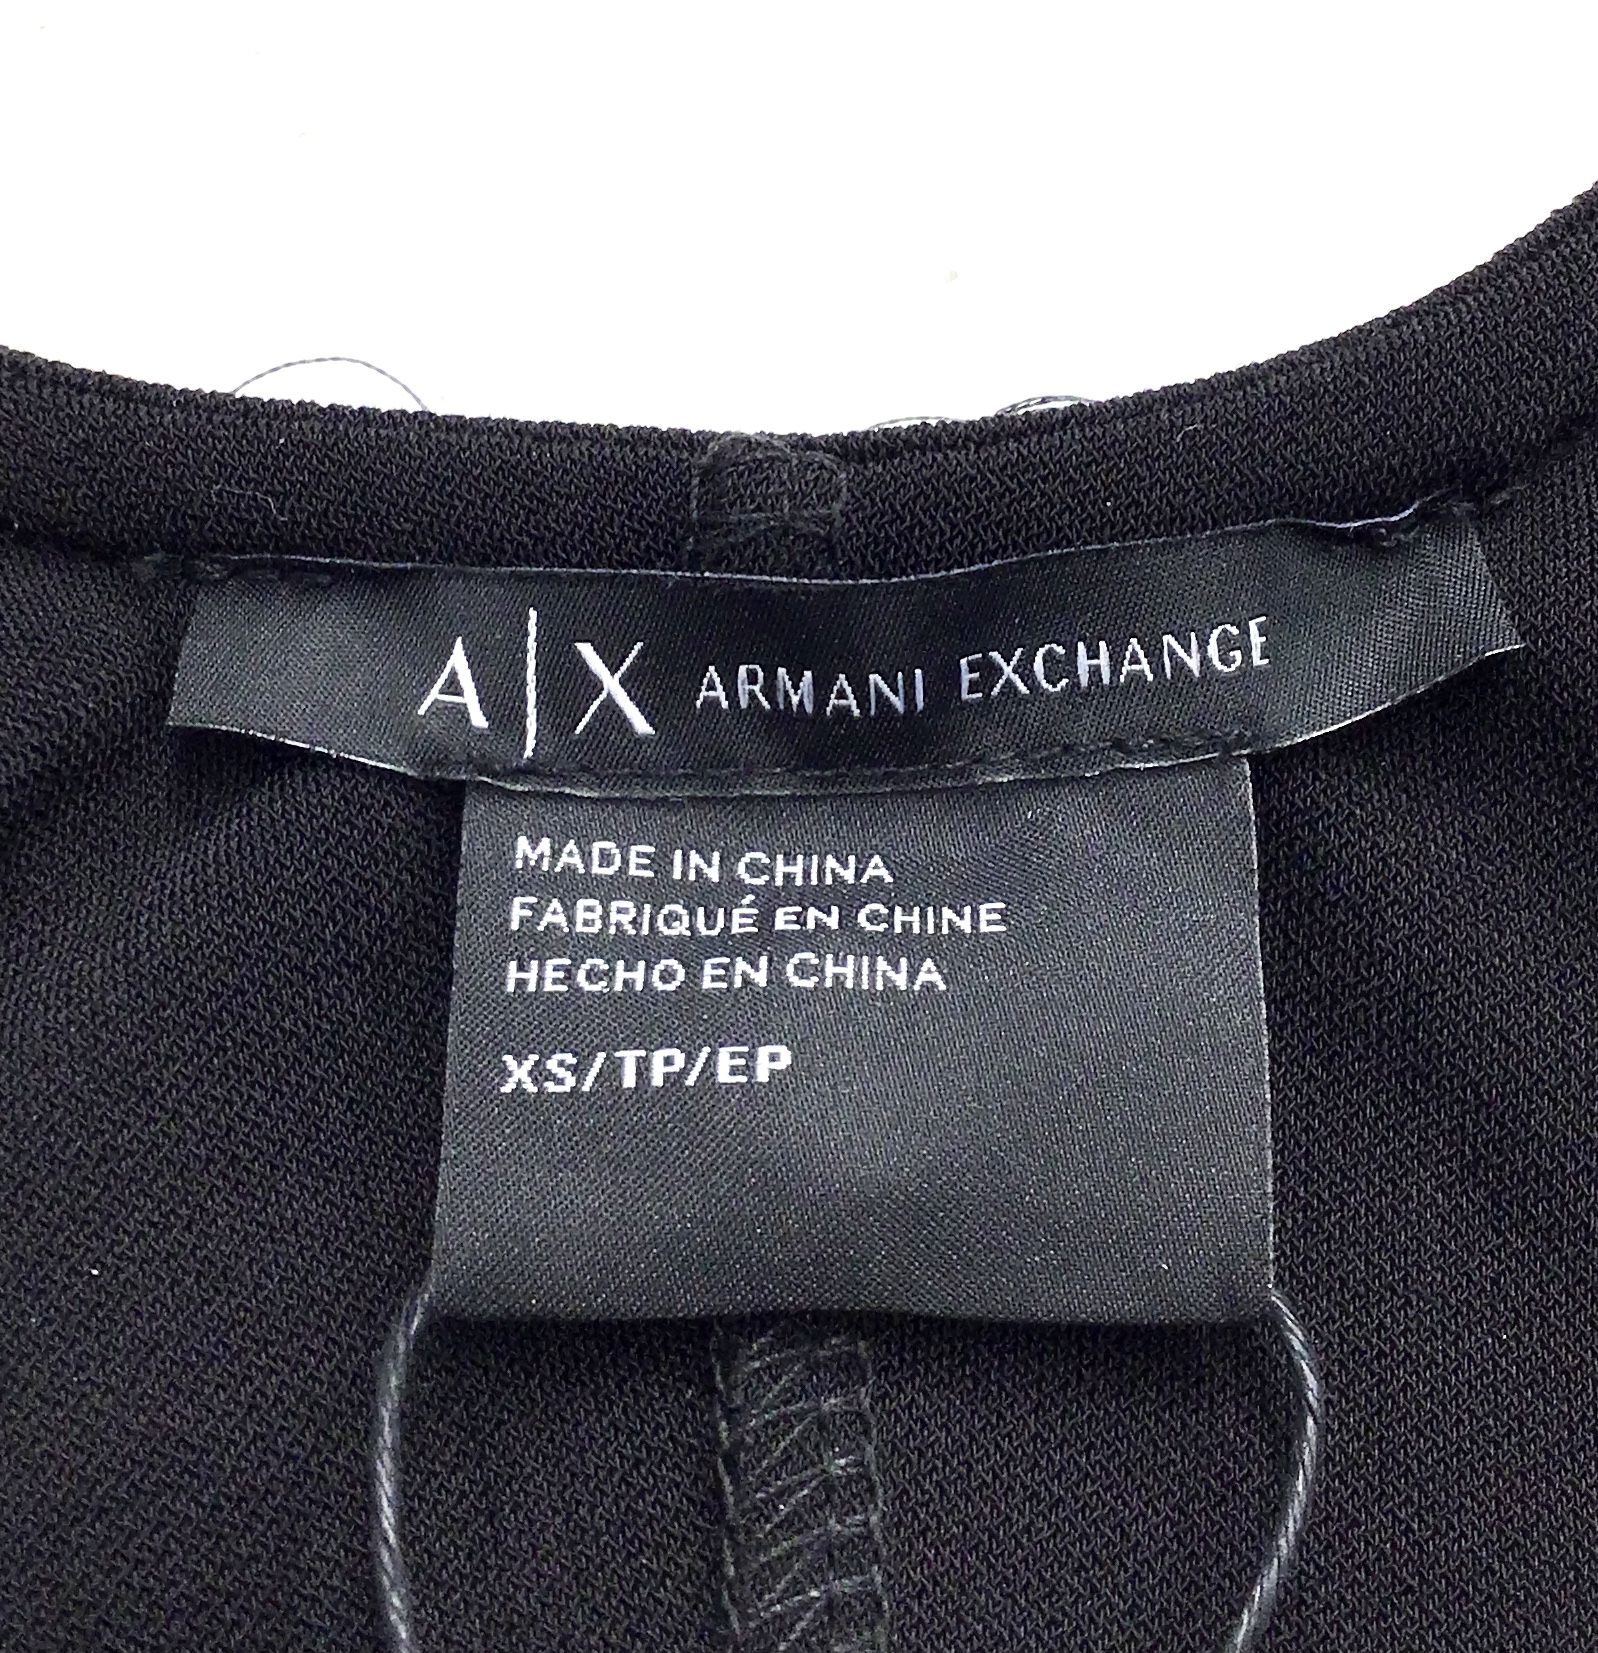 A|X ARMANI EXCHANGE
MADE IN CHINA
FABRIQUÉ EN CHINE
HECHO EN CHINA
XS/TP/EP